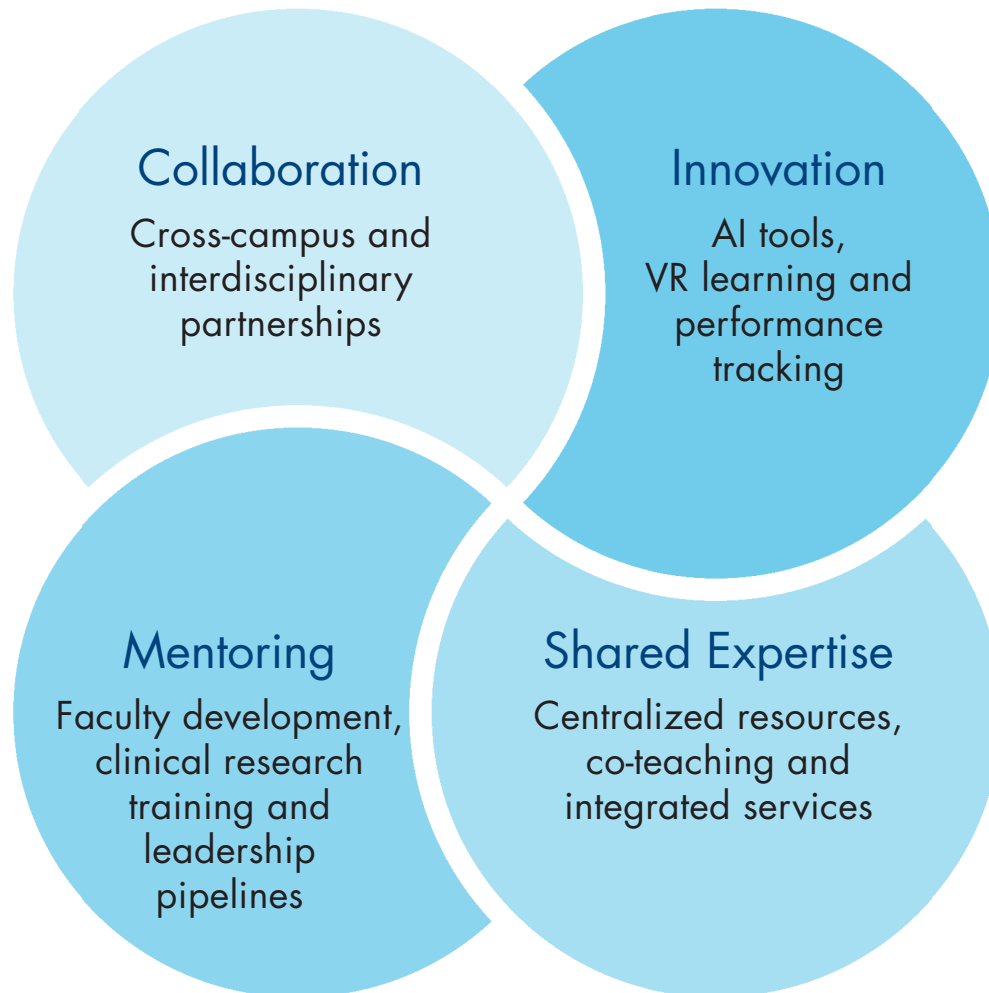 Collaboration
Cross-campus and
interdisciplinary
partnerships
Innovation
AI tools,
VR learning and
performance
tracking
Mentoring
Faculty development,
clinical research
training and
leadership
pipelines
Shared Expertise
Centralized resources,
co-teaching and
integrated services